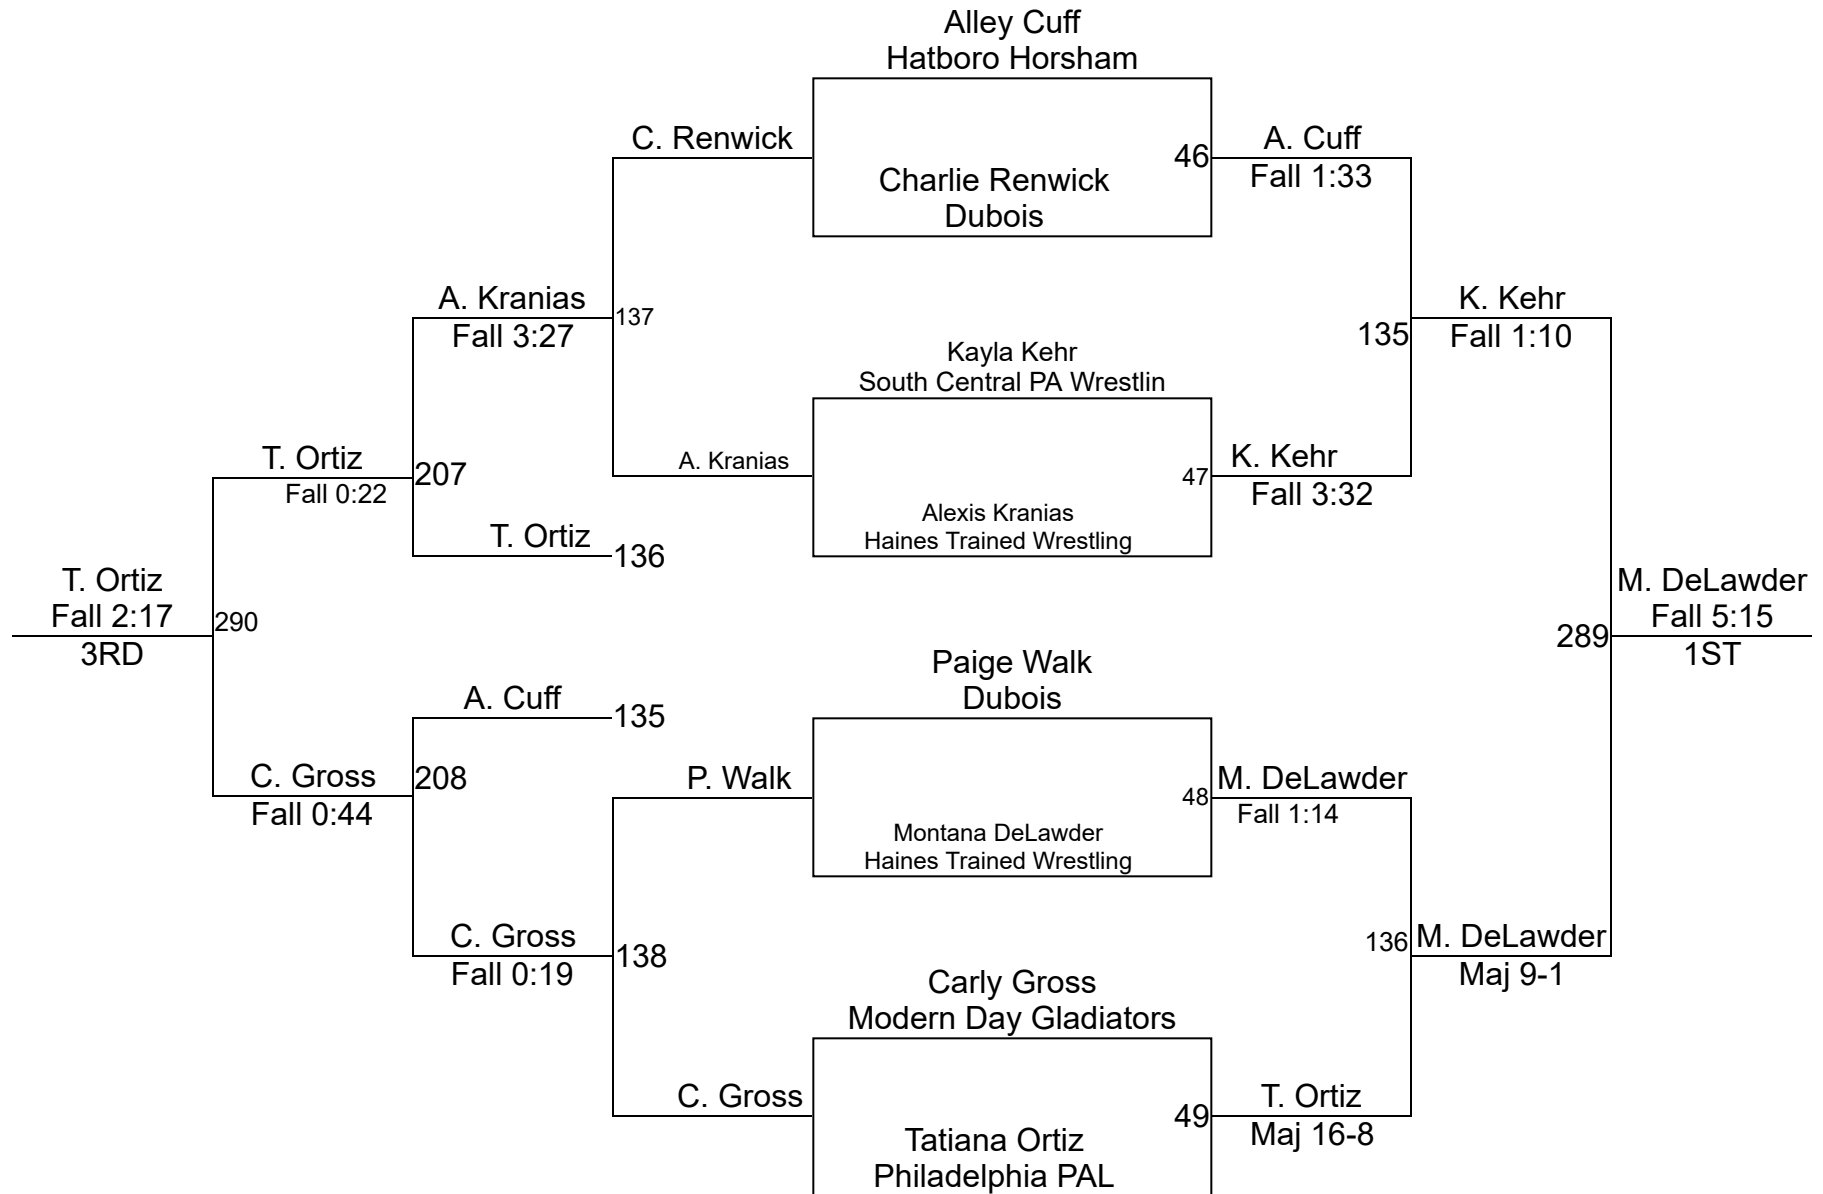 Alley Cuff
Hatboro Horsham
C. Renwick
46
A. Cuff
Fall 1:33
Charlie Renwick
Dubois
A. Kranias
Fall 3:27
137
135
K. Kehr
Fall 1:10
Kayla Kehr
South Central PA Wrestlin
T. Ortiz
Fall 0:22
207
A. Kranias
47
K. Kehr
Fall 3:32
Alexis Kranias
Haines Trained Wrestling
T. Ortiz
136
T. Ortiz
Fall 2:17
3RD
290
289
M. DeLawder
Fall 5:15
1ST
Paige Walk
Dubois
A. Cuff
135
C. Gross
Fall 0:44
208
P. Walk
48
M. DeLawder
Fall 1:14
Montana DeLawder
Haines Trained Wrestling
C. Gross
Fall 0:19
138
136
M. DeLawder
Maj 9-1
Carly Gross
Modern Day Gladiators
C. Gross
49
T. Ortiz
Maj 16-8
Tatiana Ortiz
Philadelphia PAL